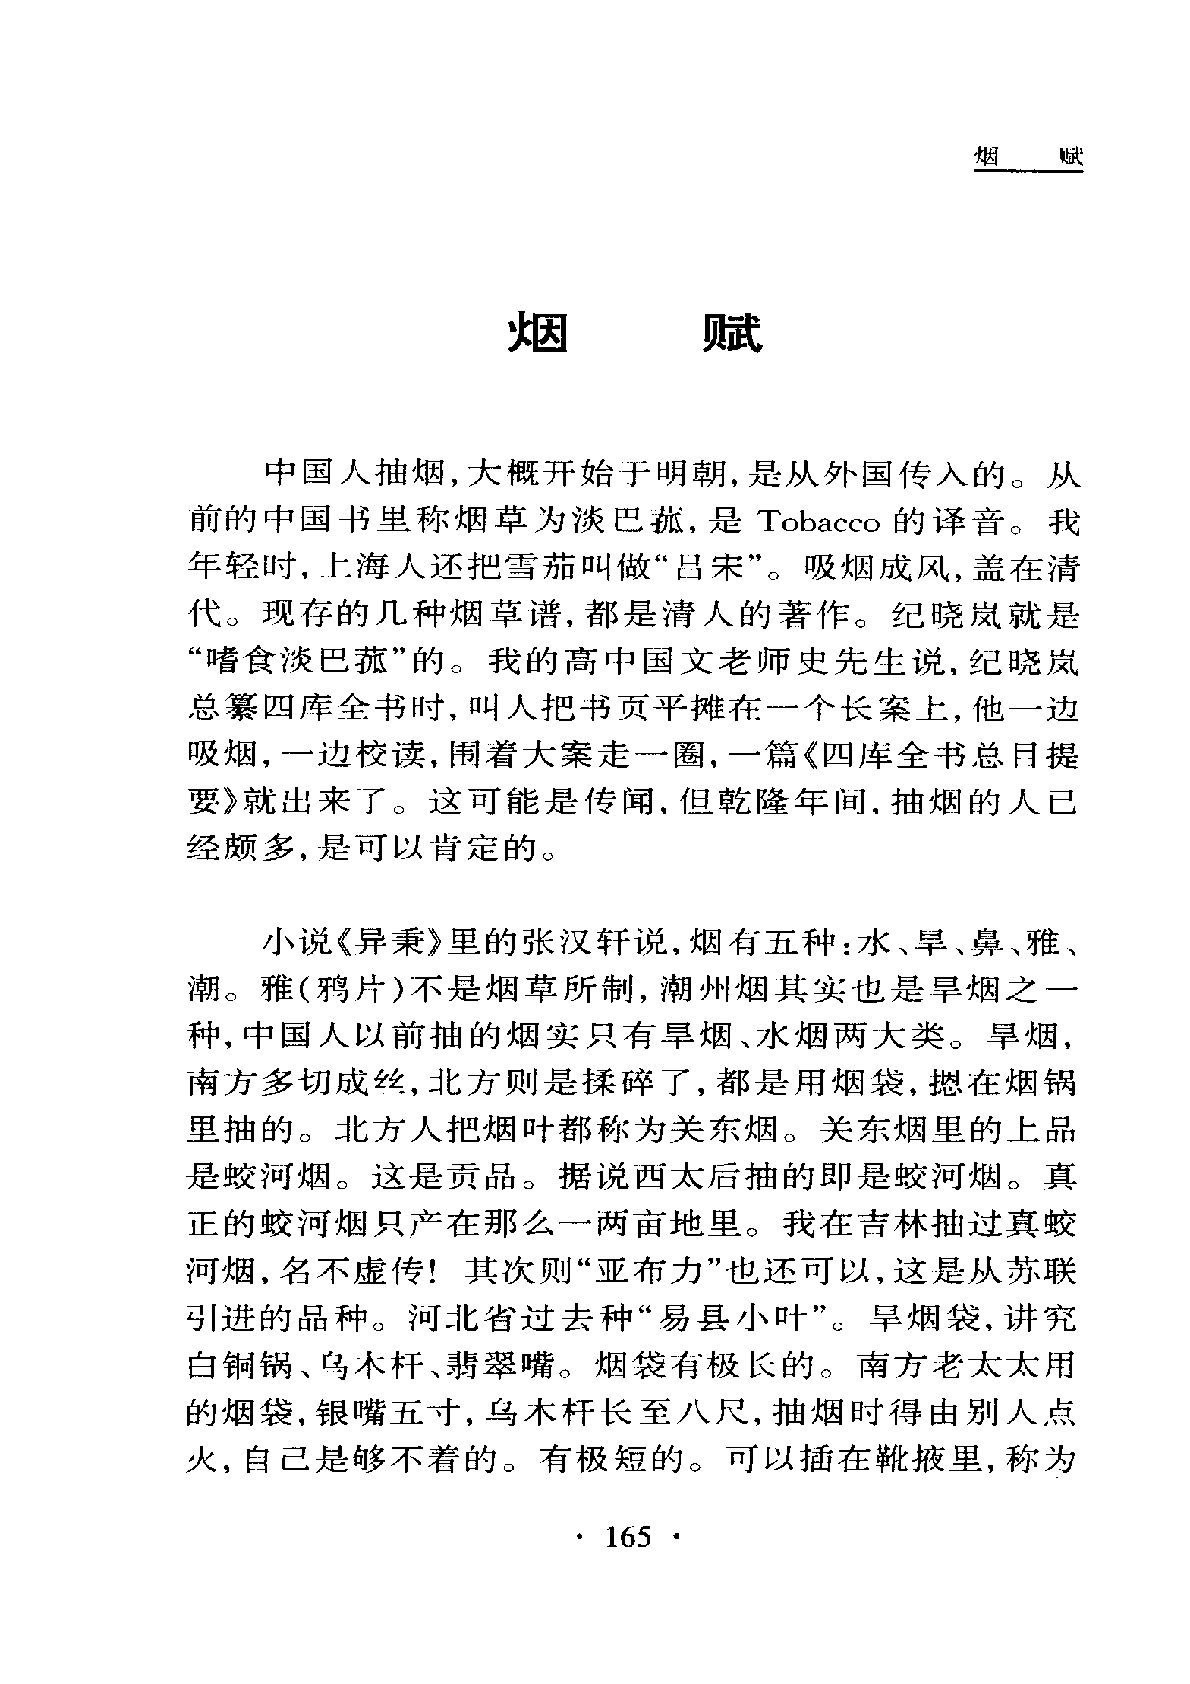 烟 赋
烟 赋
中国人抽烟,大概开始于明朝,是从外国传入的。从
前的中国书里称烟草为淡巴菰,是 Tobacco 的译音。我
年轻时,上海人还把雪茄叫做“吕宋”。吸烟成风,盖在清
代。现存的几种烟草谱,都是清人的著作。纪晓岚就是
“嗜食淡巴菰”的。我的高中国文老师史先生说,纪晓岚
总纂四库全书时,叫人把书页平摊在一个长案上,他一边
吸烟,一边校读,围着大案走一圈,一篇《四库全书总目提
要》就出来了。这可能是传闻,但乾隆年间,抽烟的人已
经颇多,是可以肯定的。
小说《异秉》里的张汉轩说,烟有五种:水、旱、鼻、雅、
潮。雅(鸦片)不是烟草所制,潮州烟其实也是旱烟之一
种,中国人以前抽的烟实只有旱烟、水烟两大类。旱烟,
南方多切成丝,北方则是揉碎了,都是用烟袋,摁在烟锅
里抽的。北方人把烟叶都称为关东烟。关东烟里的上品
是蛟河烟。这是贡品。据说西太后抽的即是蛟河烟。真
正的蛟河烟只产在那么一两亩地里。我在吉林抽过真蛟
河烟,名不虚传! 其次则“亚布力”也还可以,这是从苏联
引进的品种。河北省过去种“易县小叶”。旱烟袋,讲究
白铜锅、乌木杆、翡翠嘴。烟袋有极长的。南方老太太用
的烟袋,银嘴五寸,乌木杆长至八尺,抽烟时得由别人点
火,自己是够不着的。有极短的。可以插在靴掖里,称为
· 165 ·